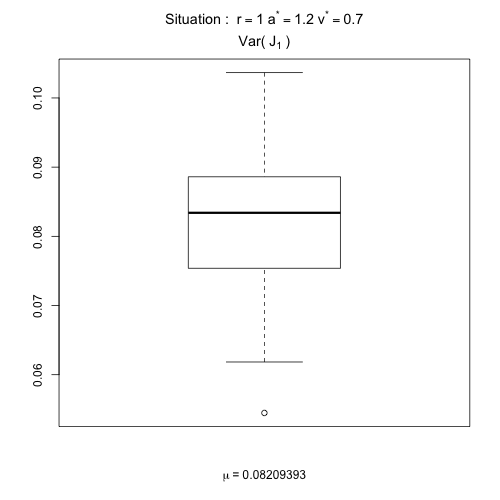 Situation : r = 1 a* = 1.2 v* = 0.7
Var( J₁ )
0.10
0.09
0.08
0.07
0.06
μ = 0.08209393